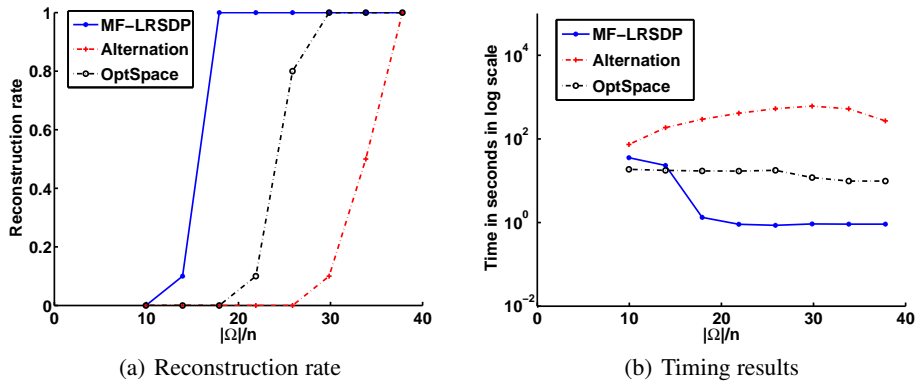 MF−LRSDP
Alternation
OptSpace
Reconstruction rate
1
0.8
0.6
0.4
0.2
0
0
10
20
30
40
|Ω|/n
(a) Reconstruction rate
MF−LRSDP
Alternation
OptSpace
Time in seconds in log scale
10^4
10^2
10^0
10^−2
0
10
20
30
40
|Ω|/n
(b) Timing results